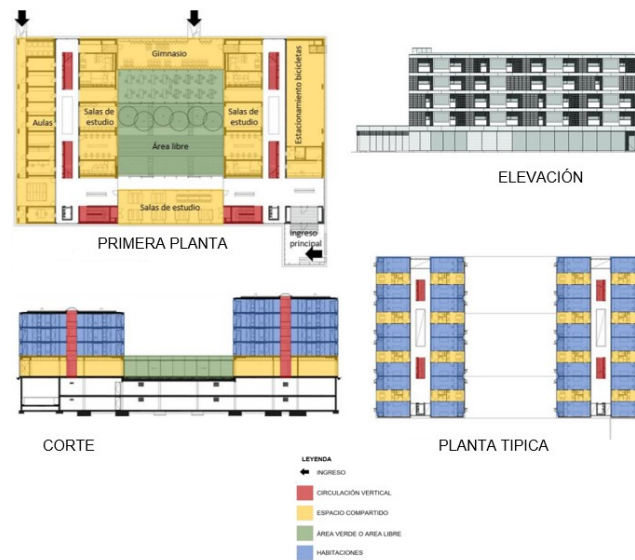 Gimnasio
Estacionamiento bicicletas
Aulas
Salas de
estudio
Salas de
estudio
Área libre
Salas de estudio
Ingreso
principal
PRIMERA PLANTA
ELEVACIÓN
CORTE
PLANTA TIPICA
LEYENDA
INGRESO
CIRCULACIÓN VERTICAL
ESPACIO COMPARTIDO
ÁREA VERDE O AREA LIBRE
HABITACIONES